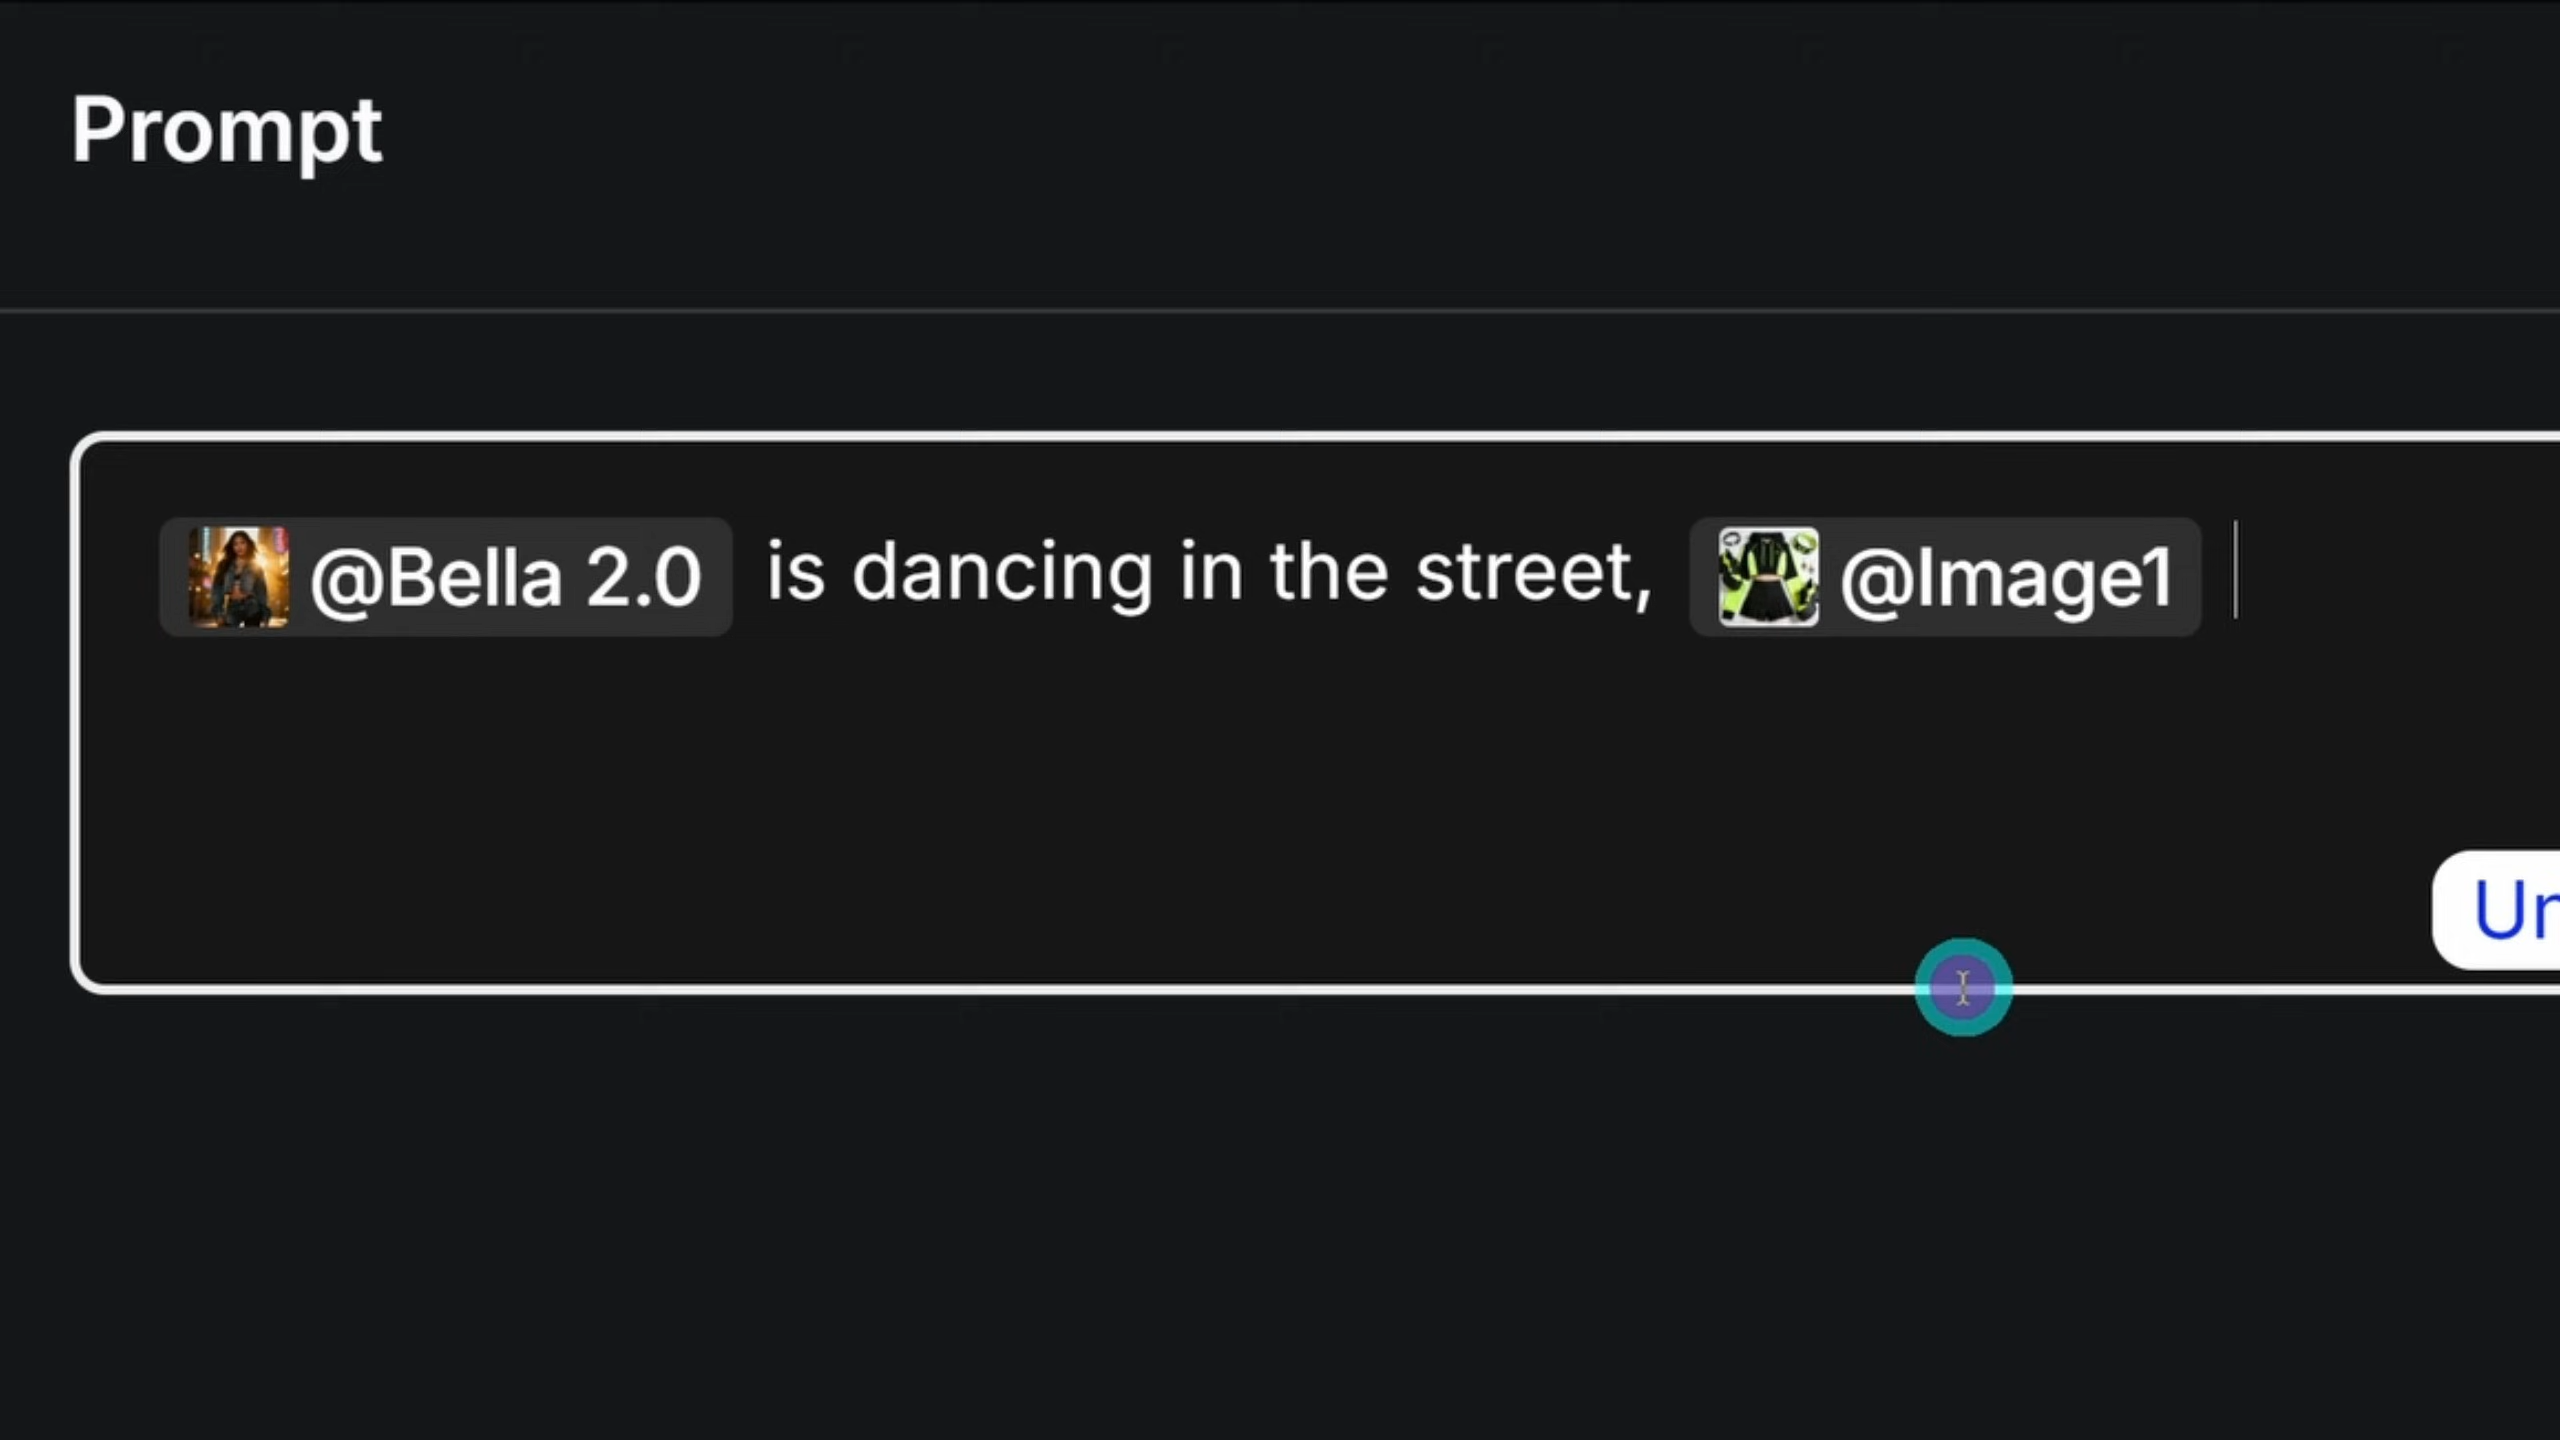 Prompt
@Bella 2.0 is dancing in the street, @Image1